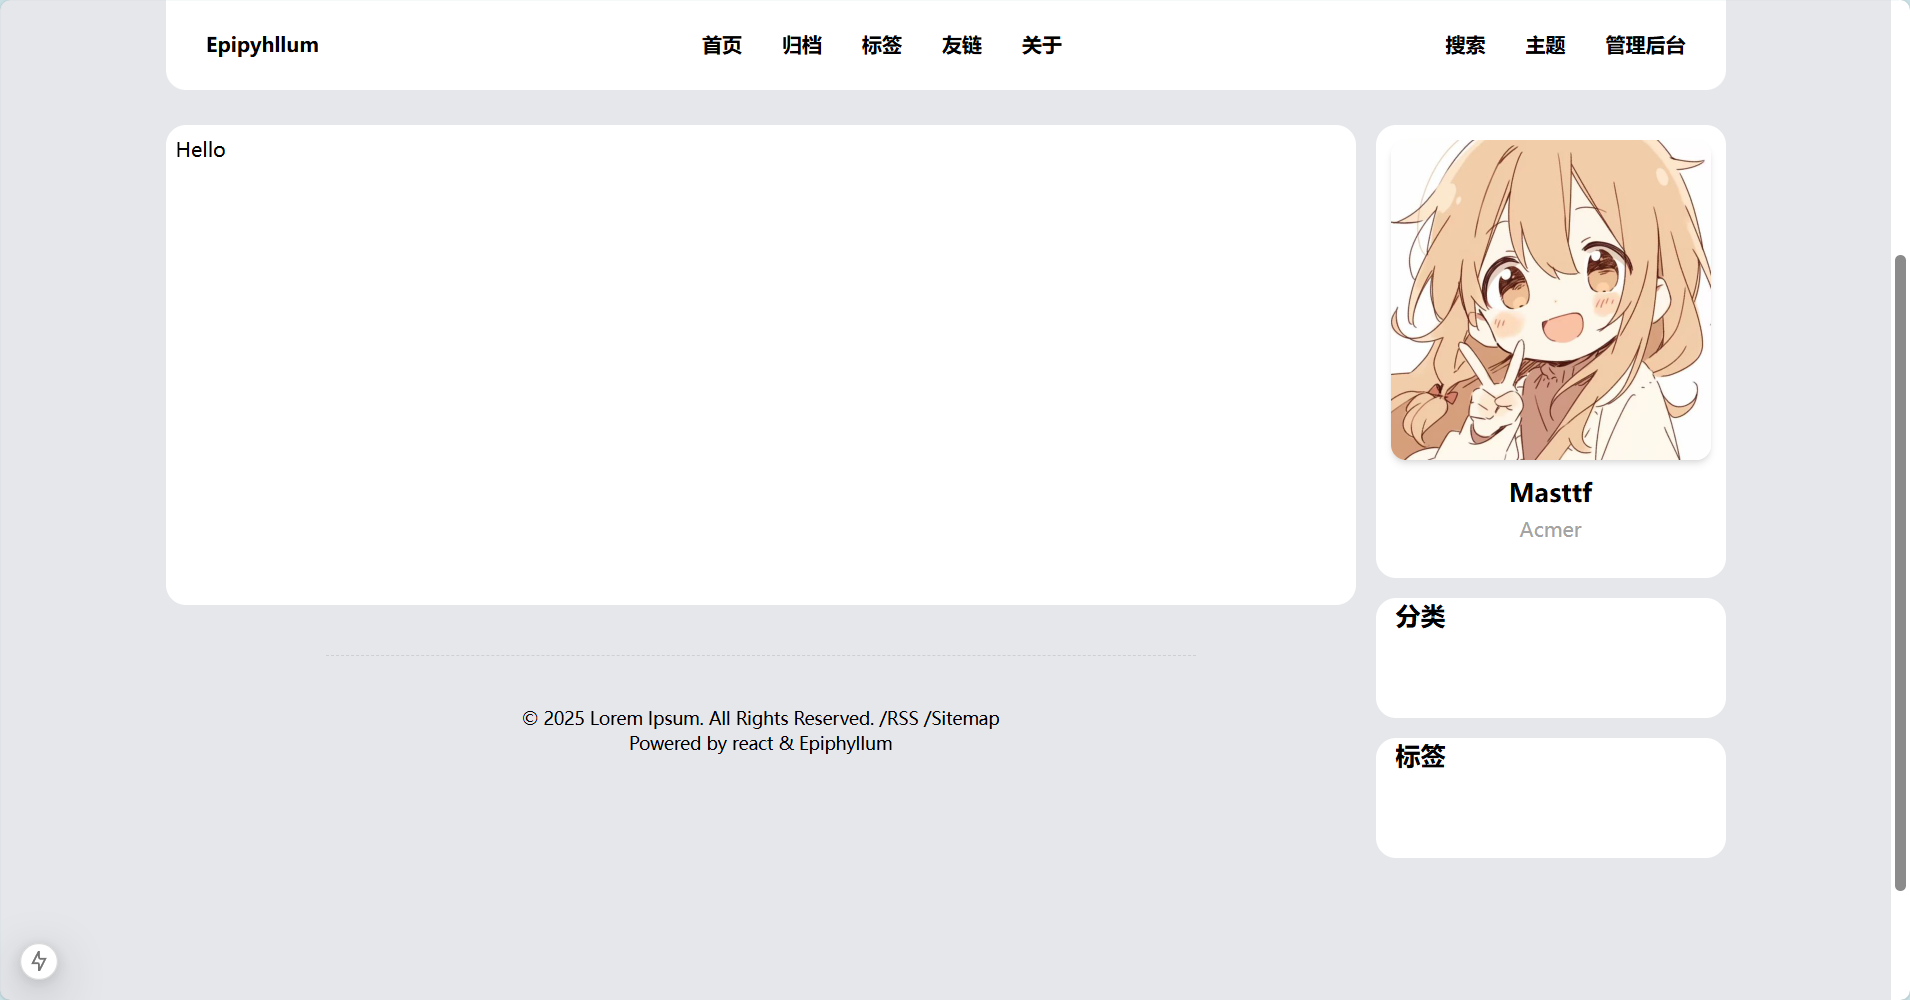 Epipyhllum
首页 归档 标签 友链 关于
搜索 主题 管理后台
Hello
Masttf
Acmer
分类
标签
© 2025 Lorem Ipsum. All Rights Reserved. /RSS /Sitemap
Powered by react & Epiphyllum